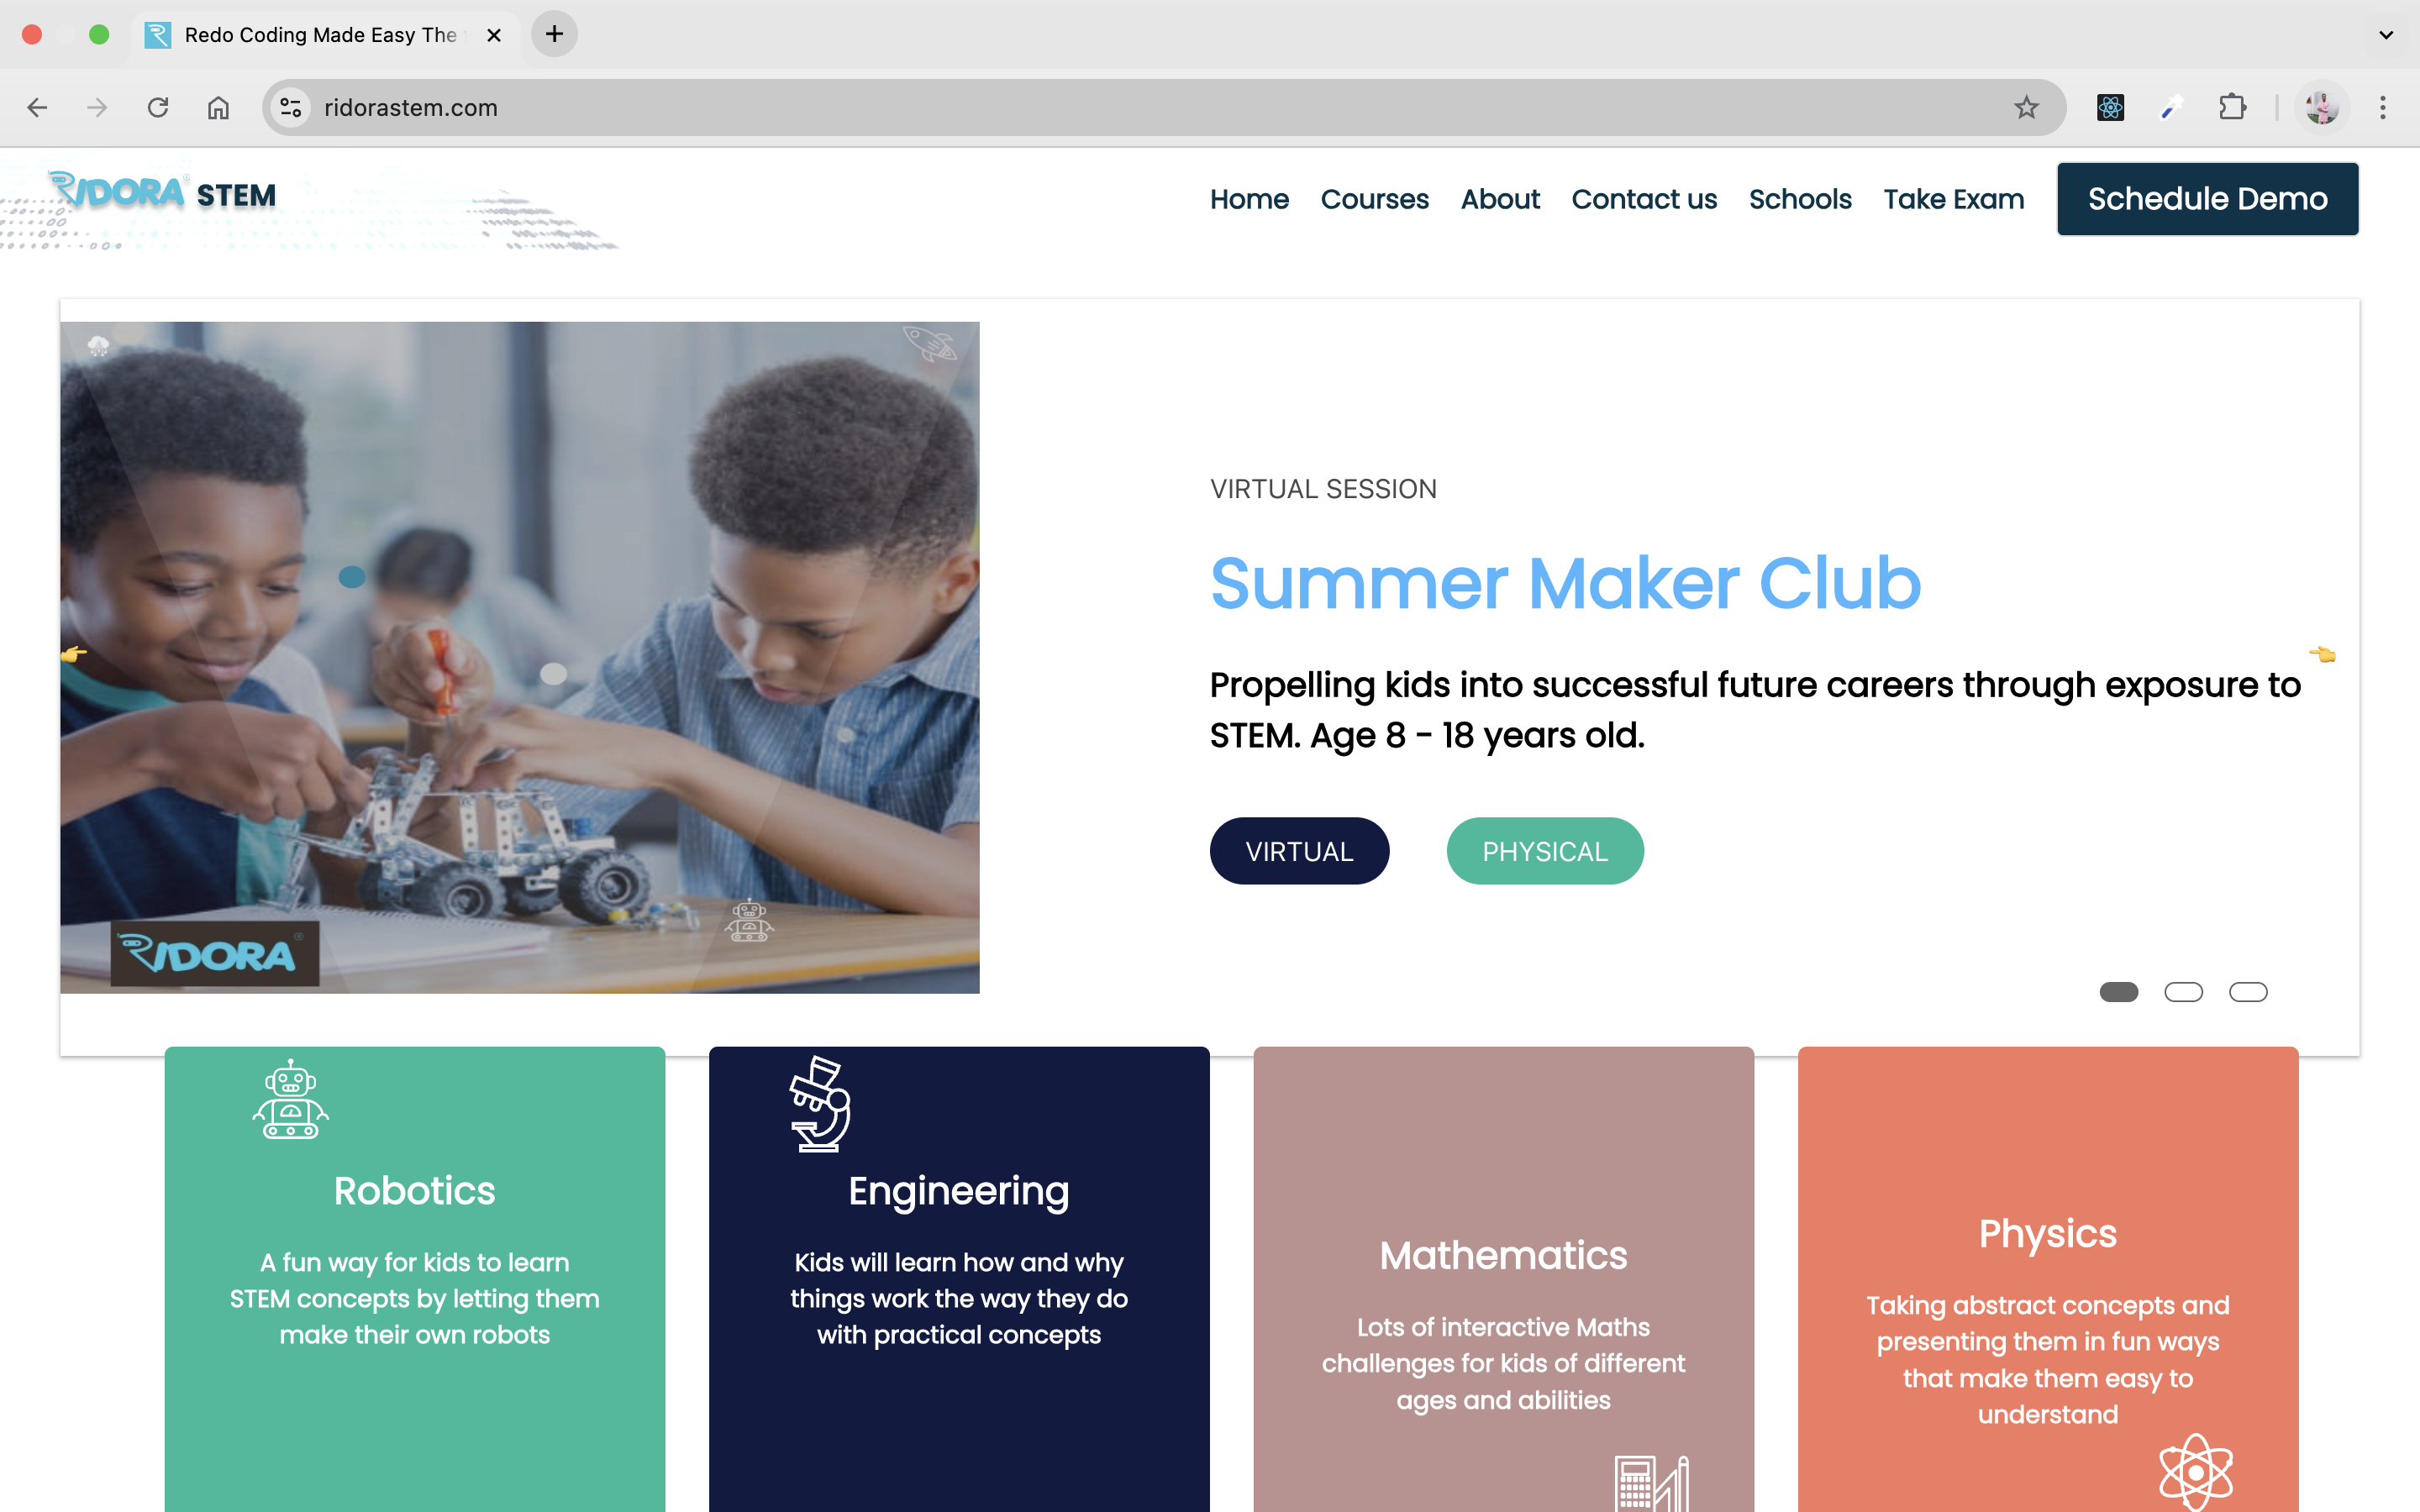 Redo Coding Made Easy The
ridorastem.com
RIDORA® STEM
Home Courses About Contact us Schools Take Exam Schedule Demo
VIRTUAL SESSION
Summer Maker Club
Propelling kids into successful future careers through exposure to
STEM. Age 8 - 18 years old.
VIRTUAL PHYSICAL
RIDORA®
Robotics
A fun way for kids to learn
STEM concepts by letting them
make their own robots
Engineering
Kids will learn how and why
things work the way they do
with practical concepts
Mathematics
Lots of interactive Maths
challenges for kids of different
ages and abilities
Physics
Taking abstract concepts and
presenting them in fun ways
that make them easy to
understand